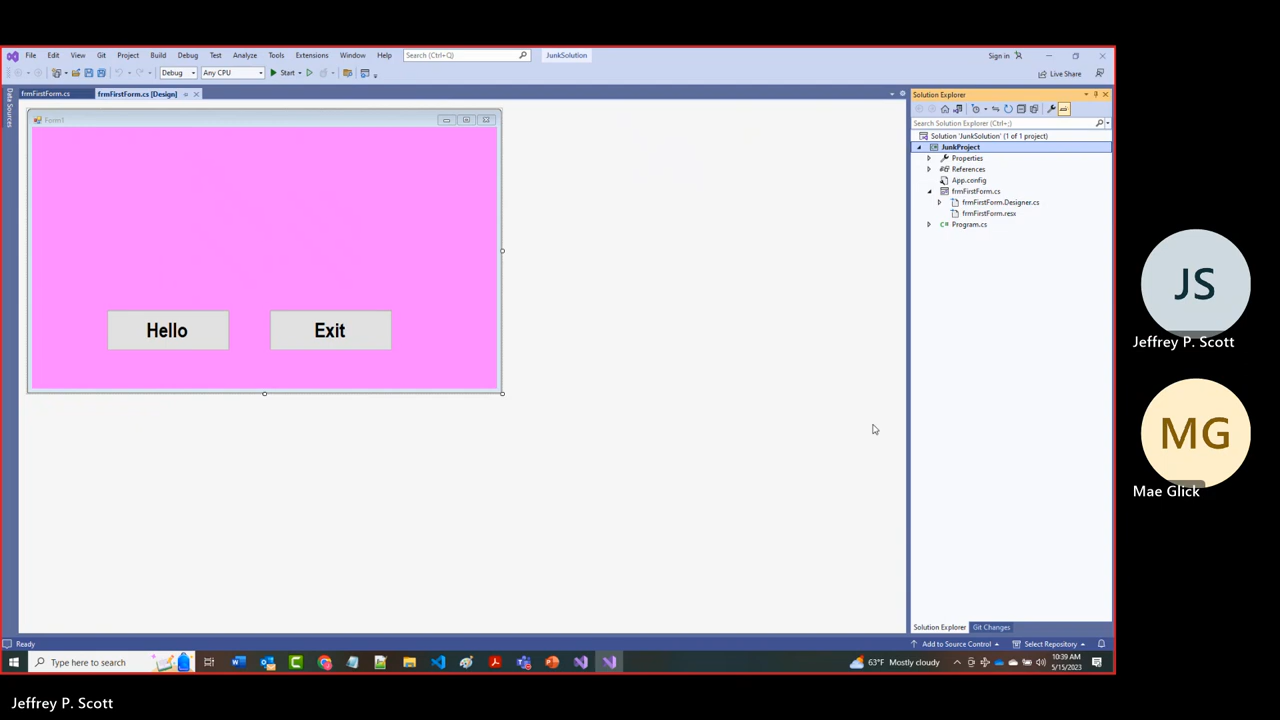 File Edit View Git Project Build Debug Test Analyze Tools Extensions Window Help Search (Ctrl+Q) JunkSolution Sign in
Debug Any CPU Start Live Share
Data Sources
frmFirstForm.cs frmFirstForm.cs [Design]
Form1
Hello Exit
Solution Explorer
Search Solution Explorer (Ctrl+;)
Solution 'JunkSolution' (1 of 1 project)
JunkProject
Properties
References
App.config
frmFirstForm.cs
frmFirstForm.Designer.cs
frmFirstForm.resx
C# Program.cs
Solution Explorer Git Changes
Ready Add to Source Control Select Repository
Type here to search 63°F Mostly cloudy 10:39 AM
5/15/2023
JS
Jeffrey P. Scott
MG
Mae Glick
Jeffrey P. Scott